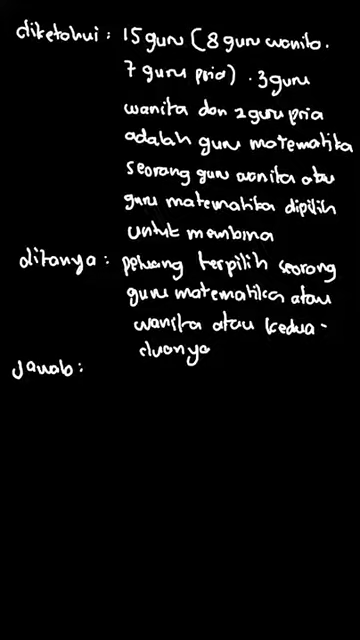 diketahui : 15 guru (8 guru wanita.
7 guru pria) . 3 guru
wanita dan 2 guru pria
adalah guru matematika
seorang guru wanita atau
guru matematika dipilih
untuk membina
ditanya : peluang terpilih seorang
guru matematika atau
wanita atau kedua-
duanya
Jawab :